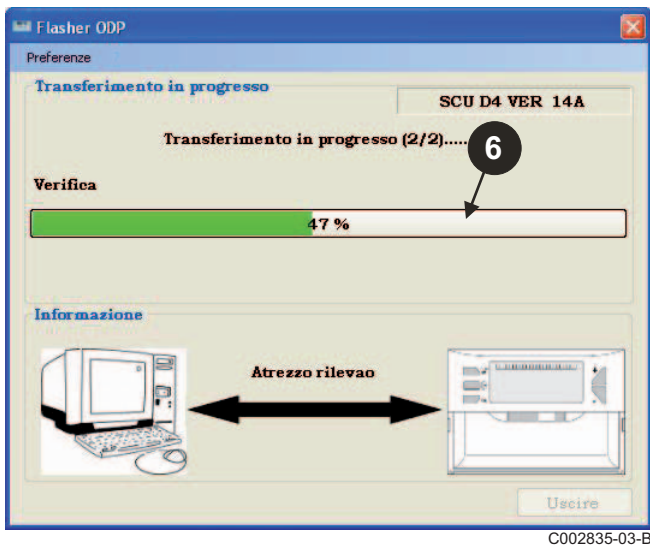 Flasher ODP
Preferenze
Transferimento in progresso
SCU D4 VER 14A
Transferimento in progresso (2/2).....
6
Verifica
47 %
Informazione
Atrezzo rilevao
Uscire
C002835-03-B